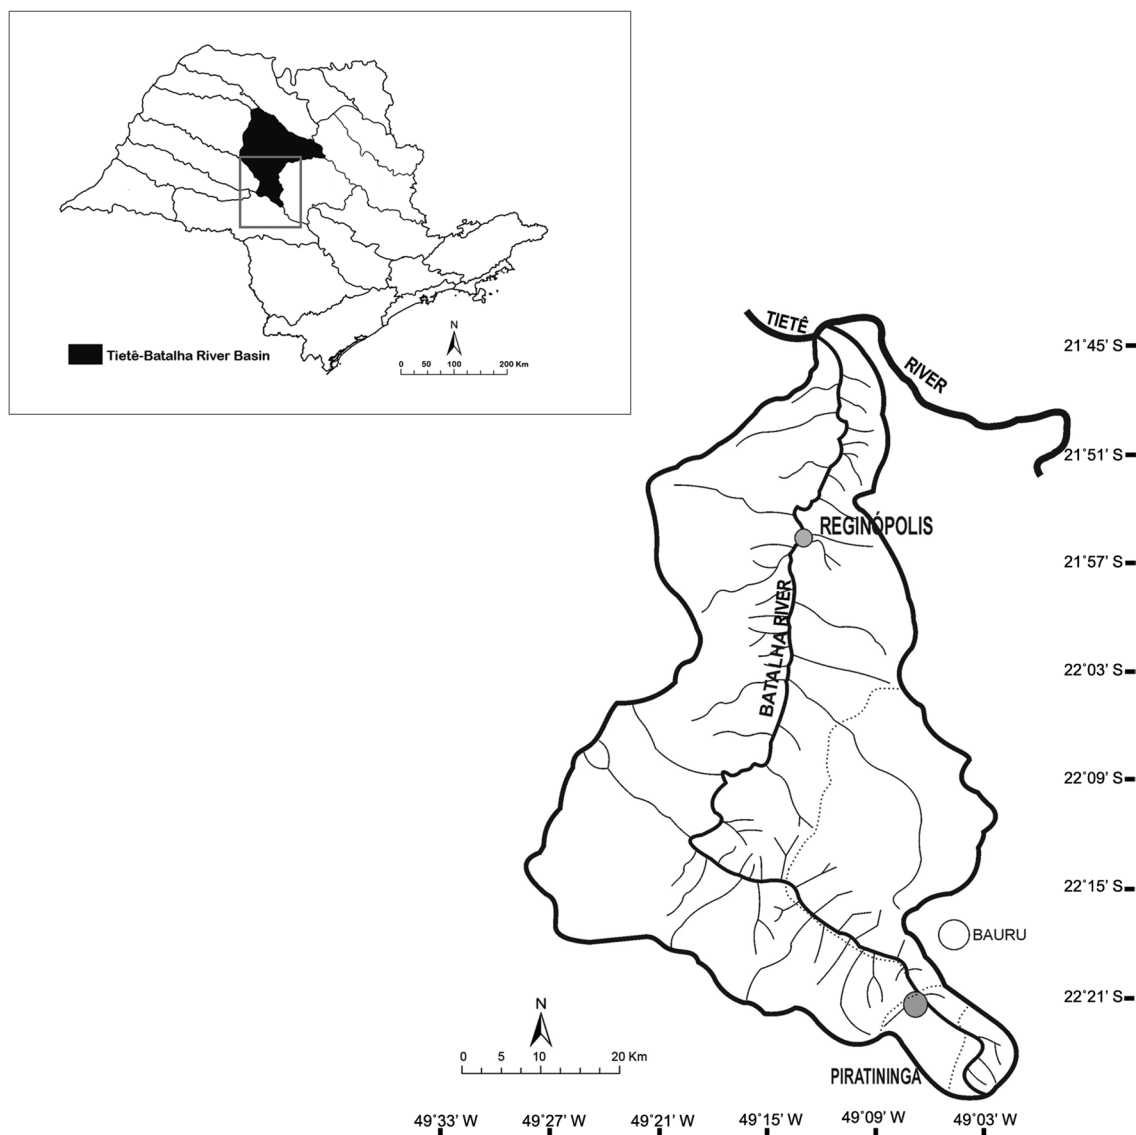 N
Tietê-Batalha River Basin
0 50 100 200 Km
TIETÊ
RIVER
21°45' S
21°51' S
REGINÓPOLIS
21°57' S
BATALHA RIVER
22°03' S
22°09' S
22°15' S
BAURU
22°21' S
N
0 5 10 20 Km
PIRATININGA
49°33' W 49°27' W 49°21' W 49°15' W 49°09' W 49°03' W